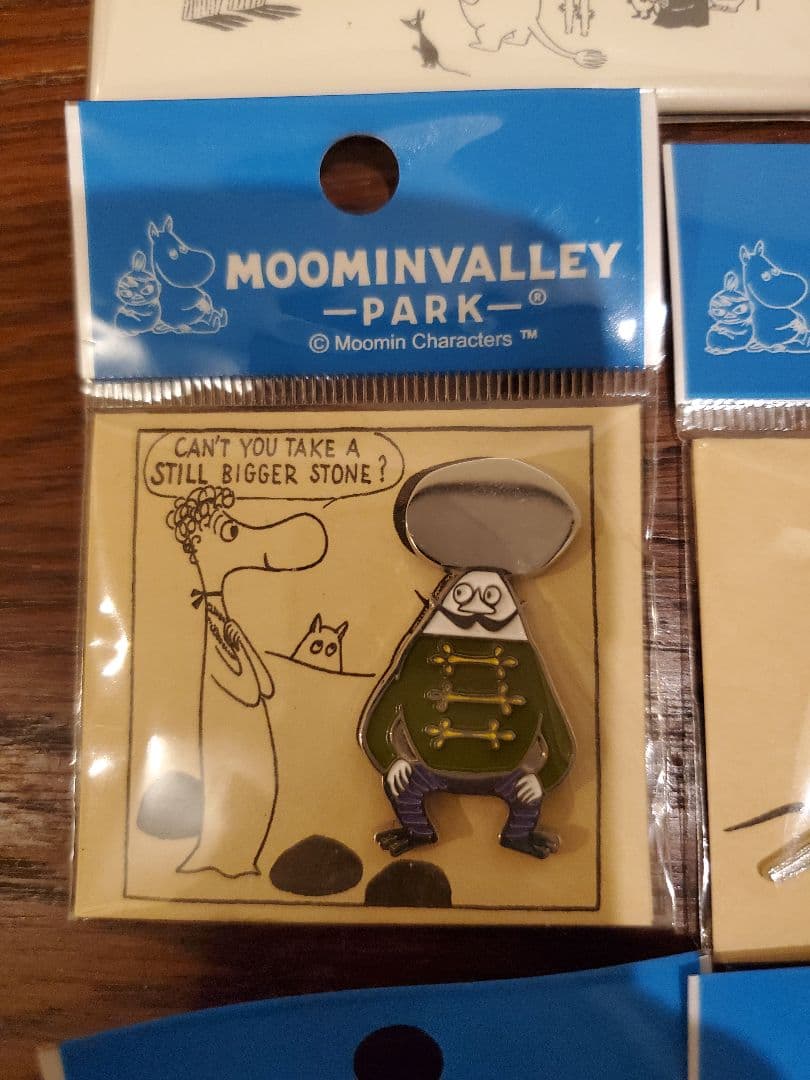 MOOMINVALLEY
—PARK—®
© Moomin Characters ™
CAN'T YOU TAKE A
STILL BIGGER STONE?